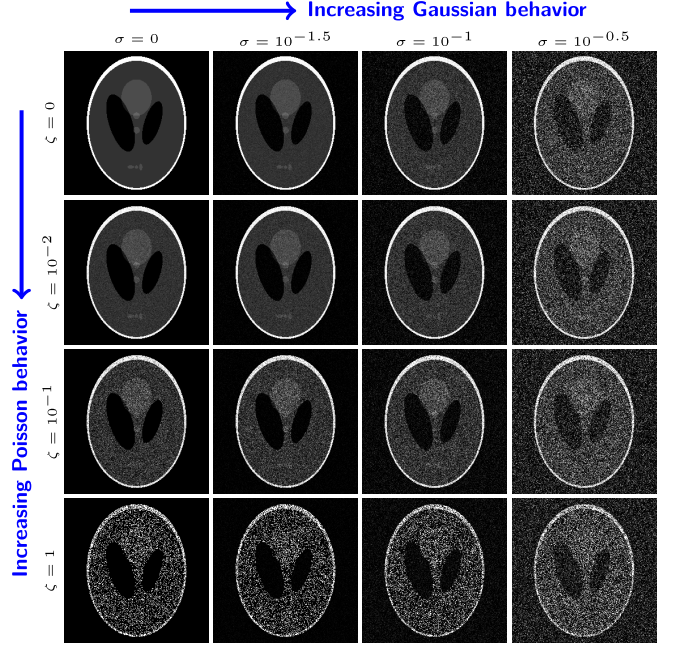 Increasing Gaussian behavior
σ = 0 σ = 10^{-1.5} σ = 10^{-1} σ = 10^{-0.5}
Increasing Poisson behavior
ζ = 0
ζ = 10^{-2}
ζ = 10^{-1}
ζ = 1